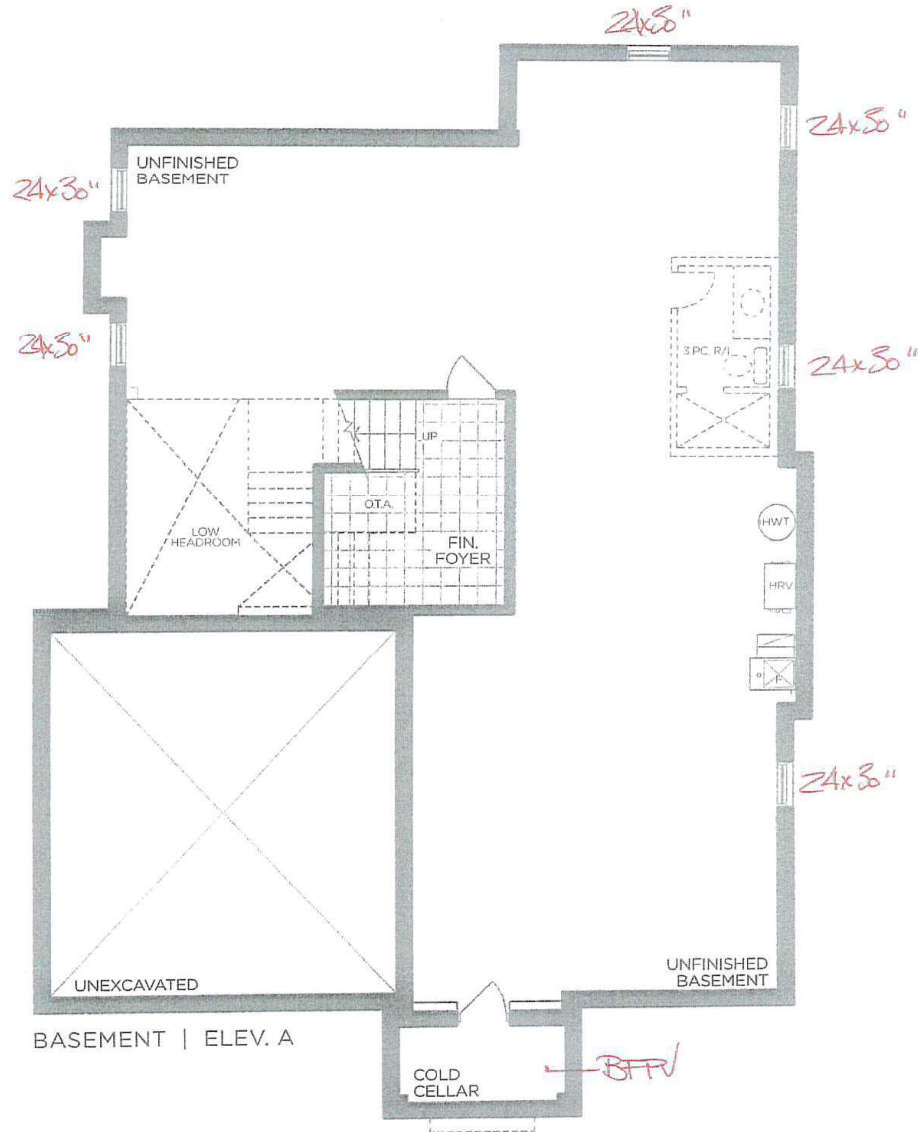 24x30"
24x30"
UNFINISHED
BASEMENT
24x30"
24x30"
3 PC. R/I
24x30"
UP
O.T.A.
LOW
HEADROOM
FIN.
FOYER
HWT
HRV
F
24x30"
UNFINISHED
BASEMENT
UNEXCAVATED
BASEMENT | ELEV. A
COLD
CELLAR